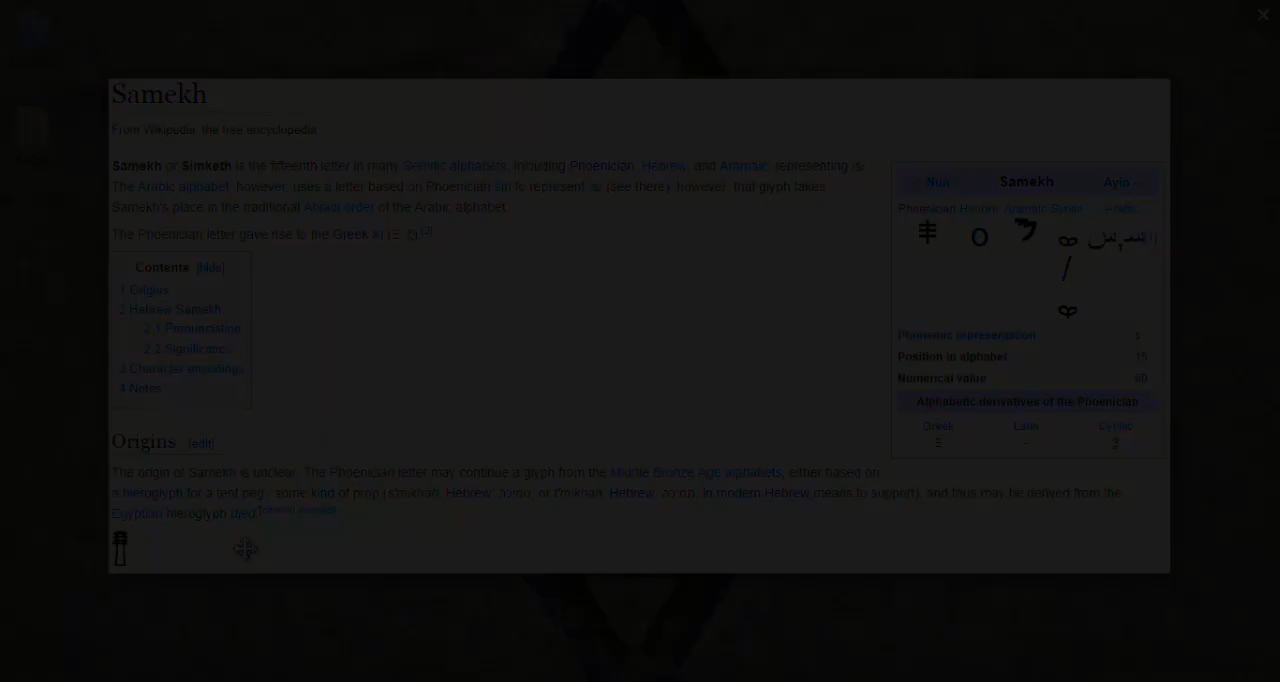 Samekh
From Wikipedia, the free encyclopedia
Samekh or Simketh is the fifteenth letter in many Semitic alphabets, including Phoenician, Hebrew, and Aramaic, representing /s/.
The Arabic alphabet, however, uses a letter based on Phoenician šin to represent /s/ (see there); however, that glyph takes
Samekh's place in the traditional Abjadi order of the Arabic alphabet.
The Phoenician letter gave rise to the Greek
Contents [hide]
1 Origins
2 Hebrew Samekh
2.1 Pronunciation
2.2 Significance
3 Character encodings
4 Notes
Origins [edit]
The origin of Samekh is unclear. The Phoenician letter may continue a glyph from the Middle Bronze Age alphabets, either based on
a hieroglyph for a tent peg / some kind of prop Hebrew: or Hebrew: in modern Hebrew means to support), and thus may be derived from the
Egyptian hieroglyph djed.
Nun Samekh Ayin
Phoenician Hebrew Aramaic Syriac Arabic
Phonemic representation s
Position in alphabet 15
Numerical value 60
Alphabetic derivatives of the Phoenician
Greek Latin Cyrillic
Ξ -